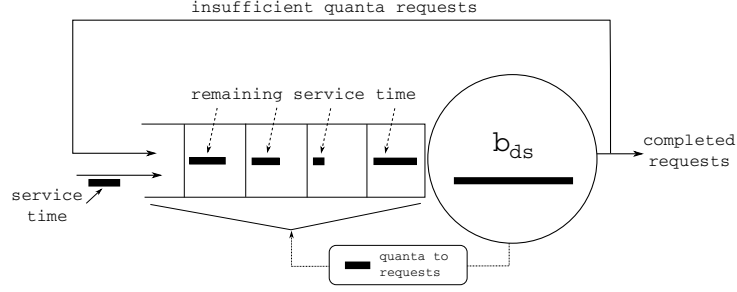 insufficient quanta requests
remaining service time
b_ds
completed
requests
service
time
quanta to
requests